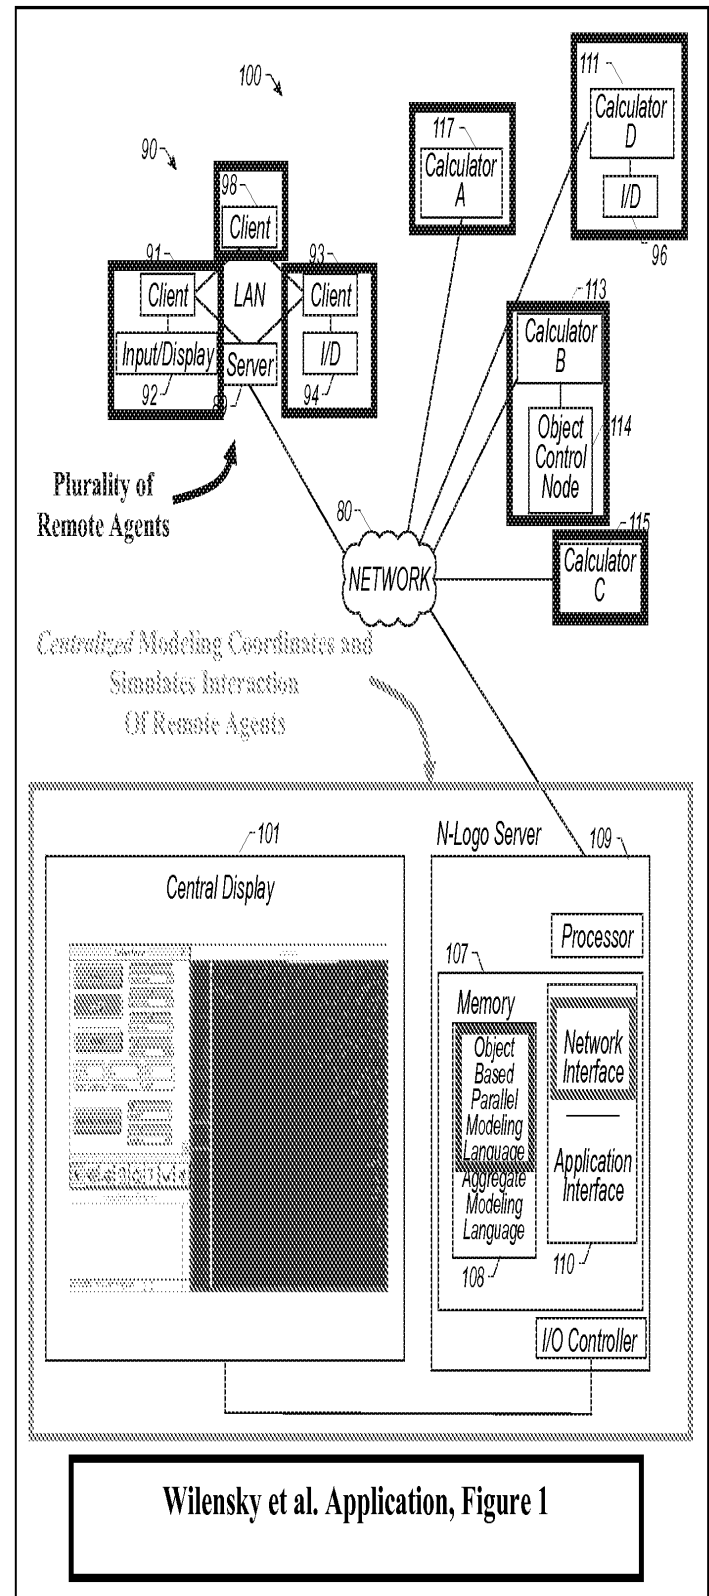 100
111
Calculator
D
I/D
96
117
Calculator
A
90
98
Client
91
Client
Input/Display
92
LAN
93
Client
I/D
94
Server
113
Calculator
B
Object
Control
Node
114
Plurality of
Remote Agents
80
NETWORK
115
Calculator
C
Centralized Modeling Coordinates and
Simulates Interaction
Of Remote Agents
101
Central Display
N-Logo Server
109
Processor
107
Memory
Object
Based
Parallel
Modeling
Language
Aggregate
Modeling
Language
108
Network
Interface
Application
Interface
110
I/O Controller
Wilensky et al. Application, Figure 1